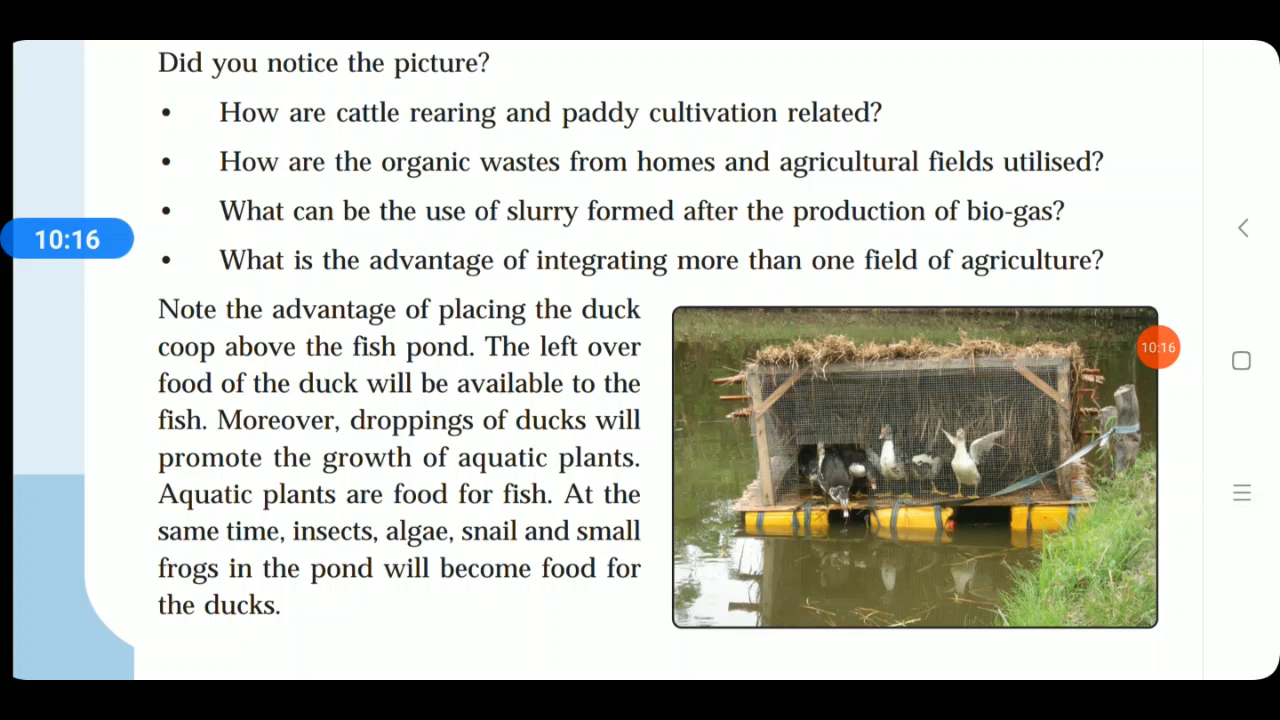 Did you notice the picture?
• How are cattle rearing and paddy cultivation related?
• How are the organic wastes from homes and agricultural fields utilised?
• What can be the use of slurry formed after the production of bio-gas?
10:16
• What is the advantage of integrating more than one field of agriculture?
Note the advantage of placing the duck
coop above the fish pond. The left over
food of the duck will be available to the
fish. Moreover, droppings of ducks will
promote the growth of aquatic plants.
Aquatic plants are food for fish. At the
same time, insects, algae, snail and small
frogs in the pond will become food for
the ducks.
10:16